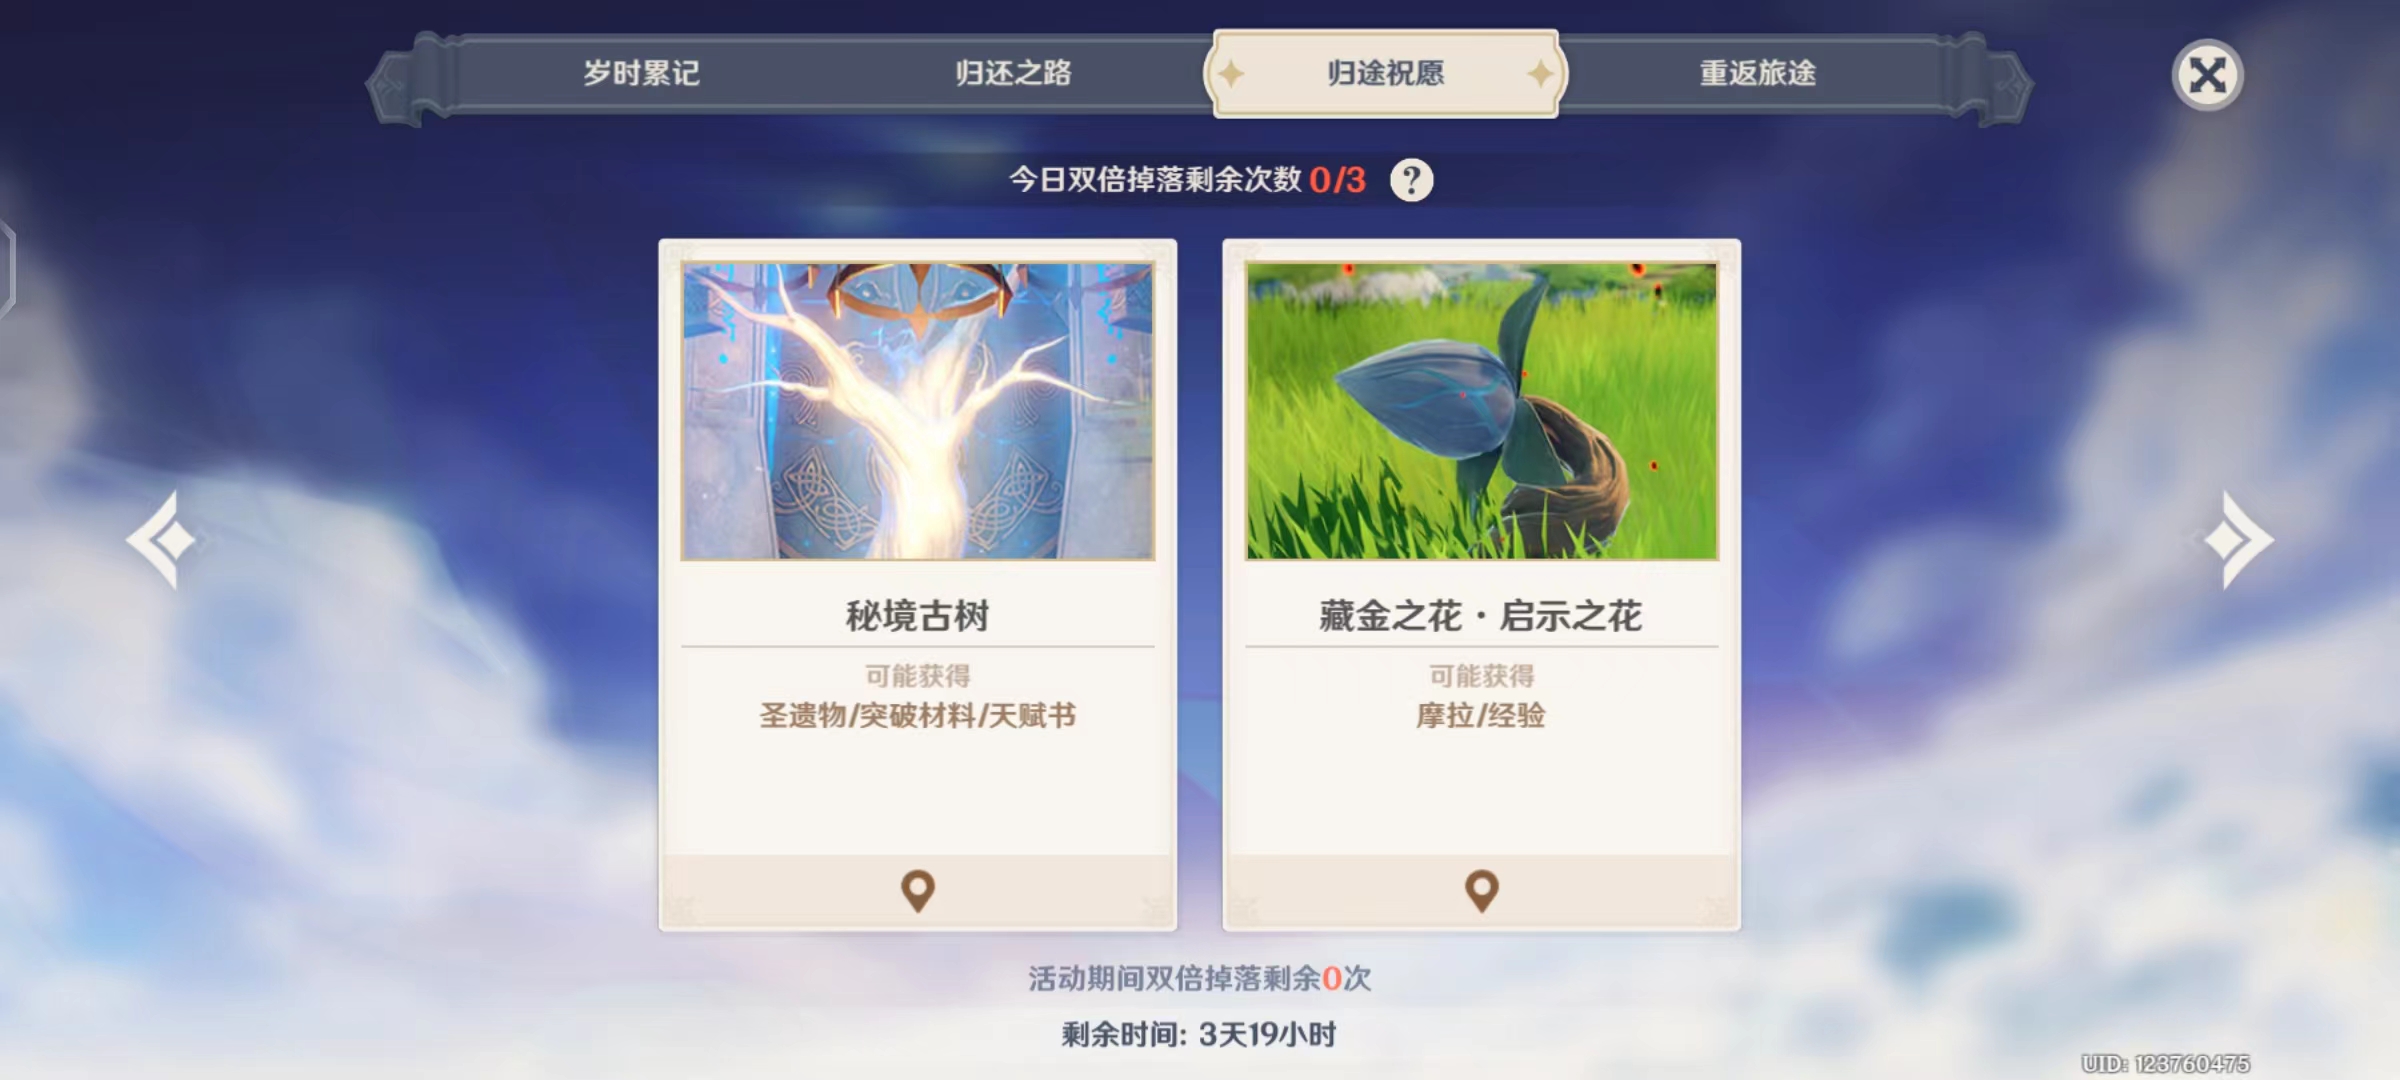 岁时累记
归还之路
归途祝愿
重返旅途
今日双倍掉落剩余次数 0/3 ?
秘境古树
可能获得
圣遗物/突破材料/天赋书
藏金之花·启示之花
可能获得
摩拉/经验
活动期间双倍掉落剩余0次
剩余时间: 3天19小时
UID: 123760475